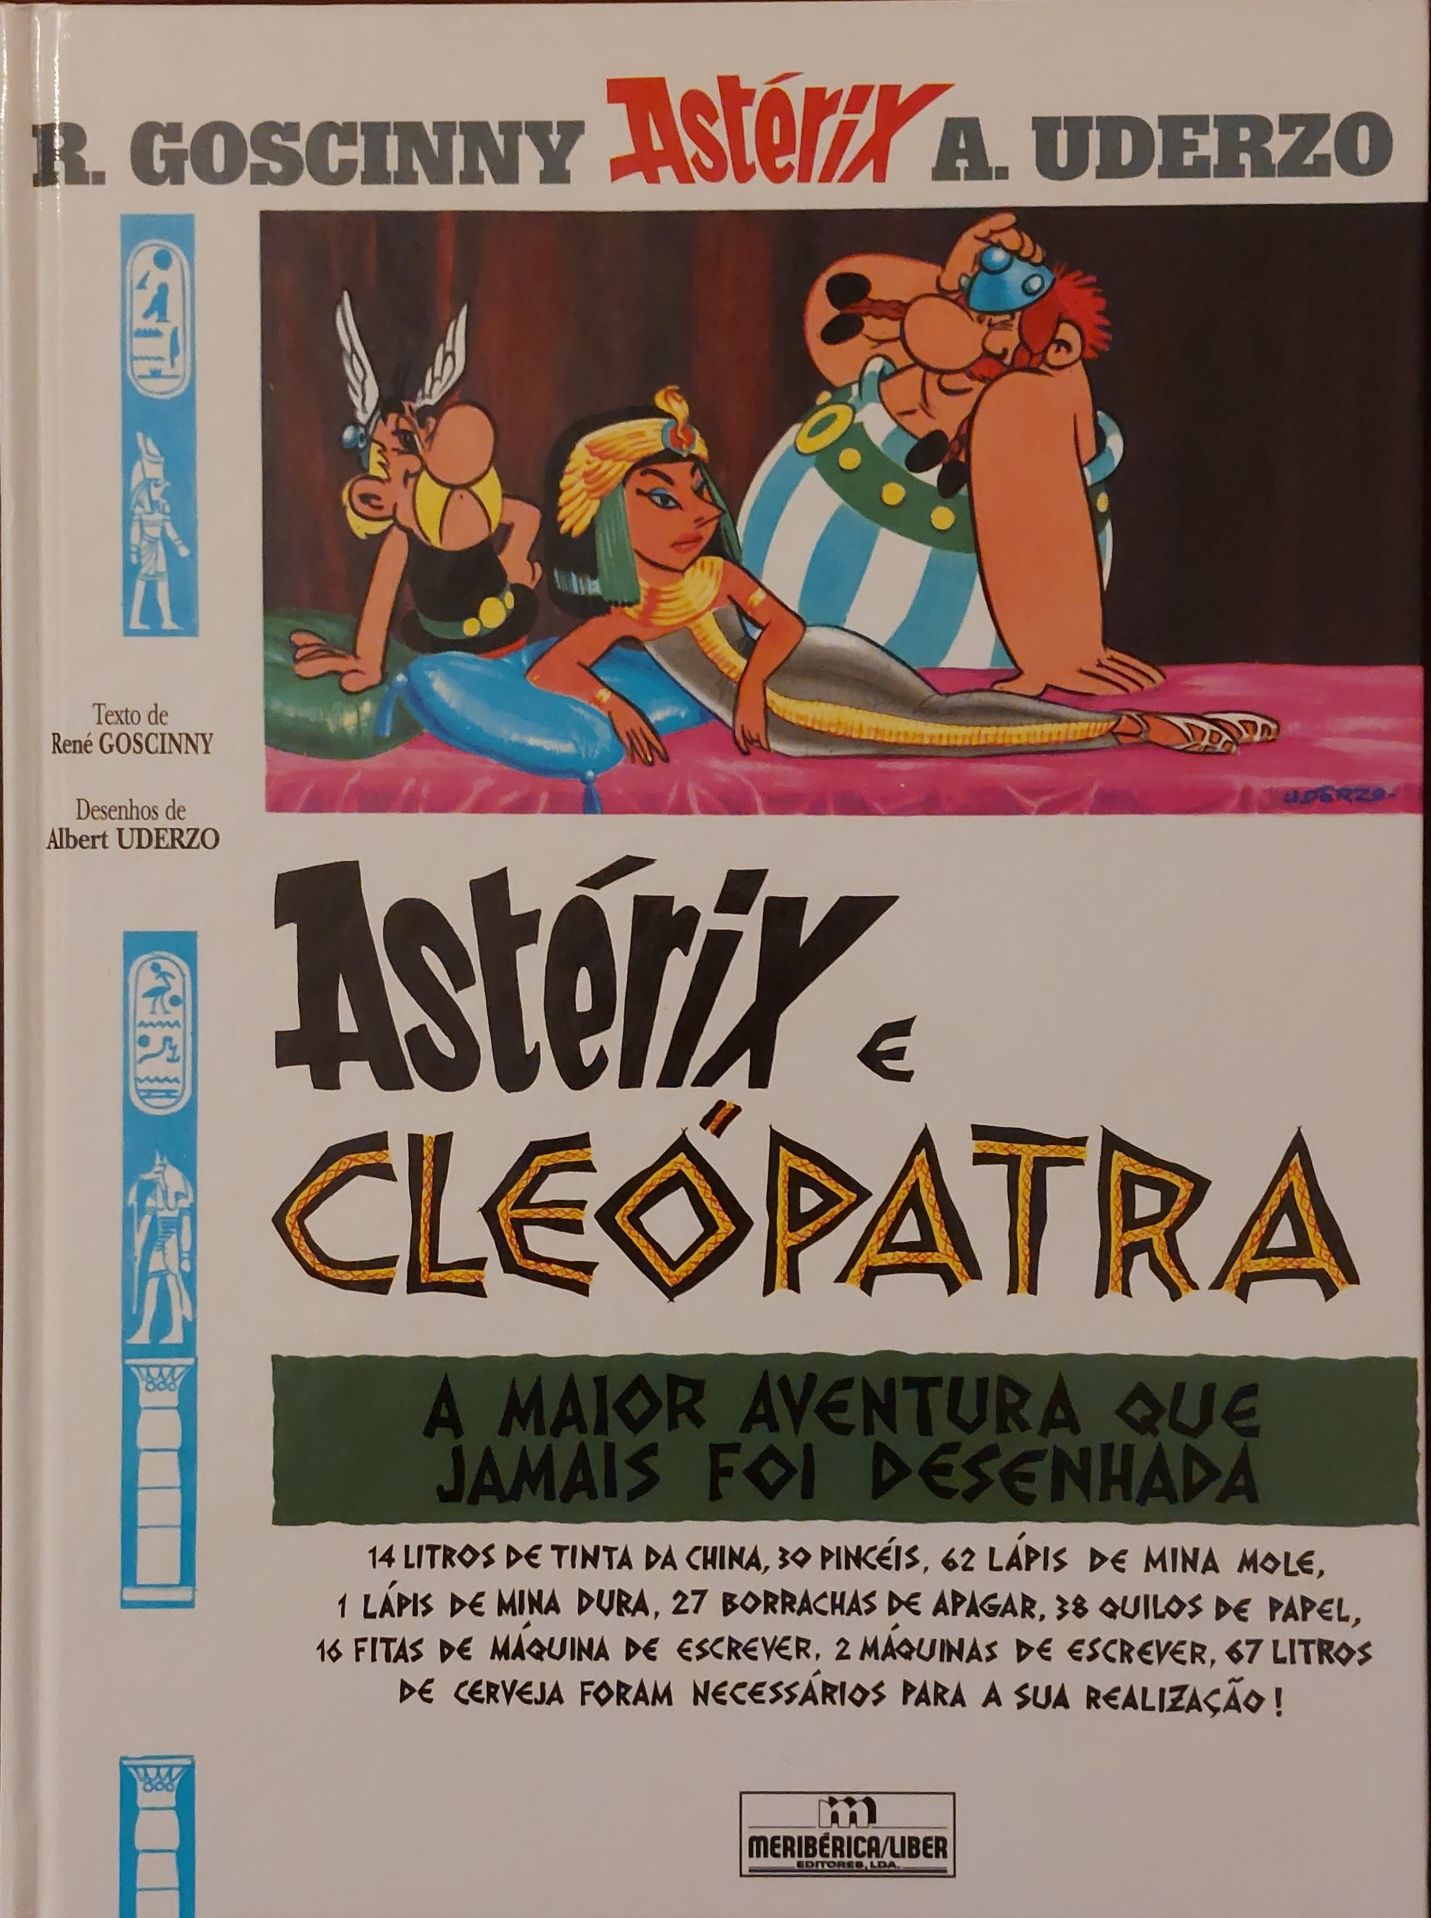 R. GOSCINNY Astérix A. UDERZO
Texto de
René GOSCINNY
Desenhos de
Albert UDERZO
UDERZO-
Astérix e
CLEÓPATRA
A MAIOR AVENTURA QUE
JAMAIS FOI DESENHADA
14 LITROS DE TINTA DA CHINA, 30 PINCÉIS, 62 LÁPIS DE MINA MOLE,
1 LÁPIS DE MINA DURA, 27 BORRACHAS DE APAGAR, 38 QUILOS DE PAPEL,
16 FITAS DE MÁQUINA DE ESCREVER, 2 MÁQUINAS DE ESCREVER, 67 LITROS
DE CERVEJA FORAM NECESSÁRIOS PARA A SUA REALIZAÇÃO!
m
MERIBÉRICA/LIBER
EDITORES, LDA.